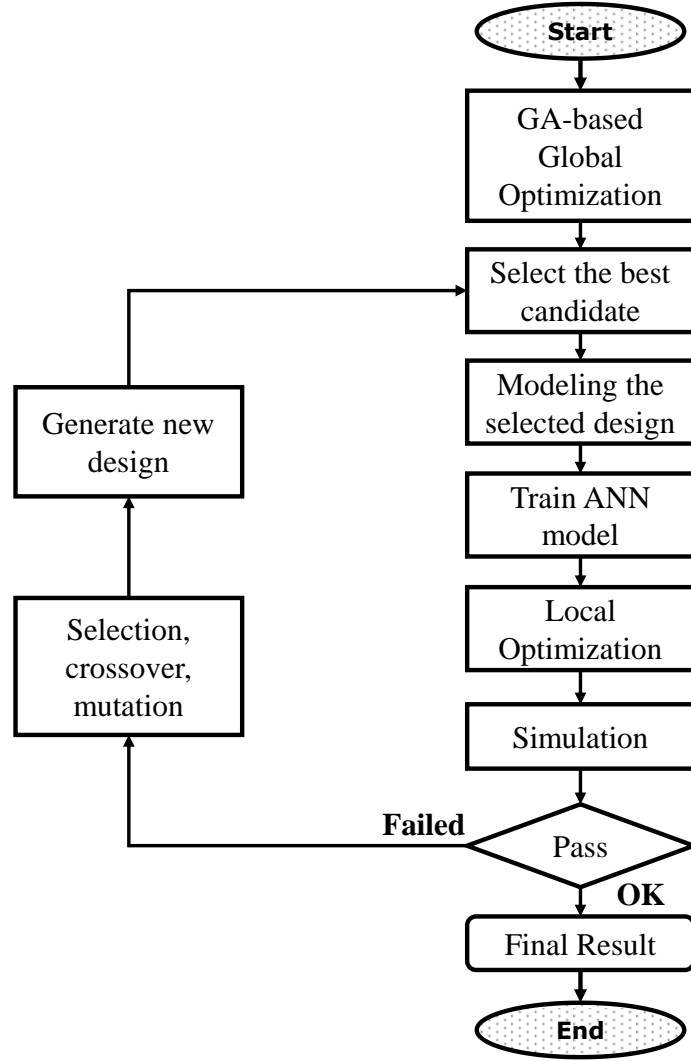 Start
GA-based
Global
Optimization
Select the best
candidate
Modeling the
selected design
Generate new
design
Train ANN
model
Selection,
crossover,
mutation
Local
Optimization
Simulation
Failed
Pass
OK
Final Result
End